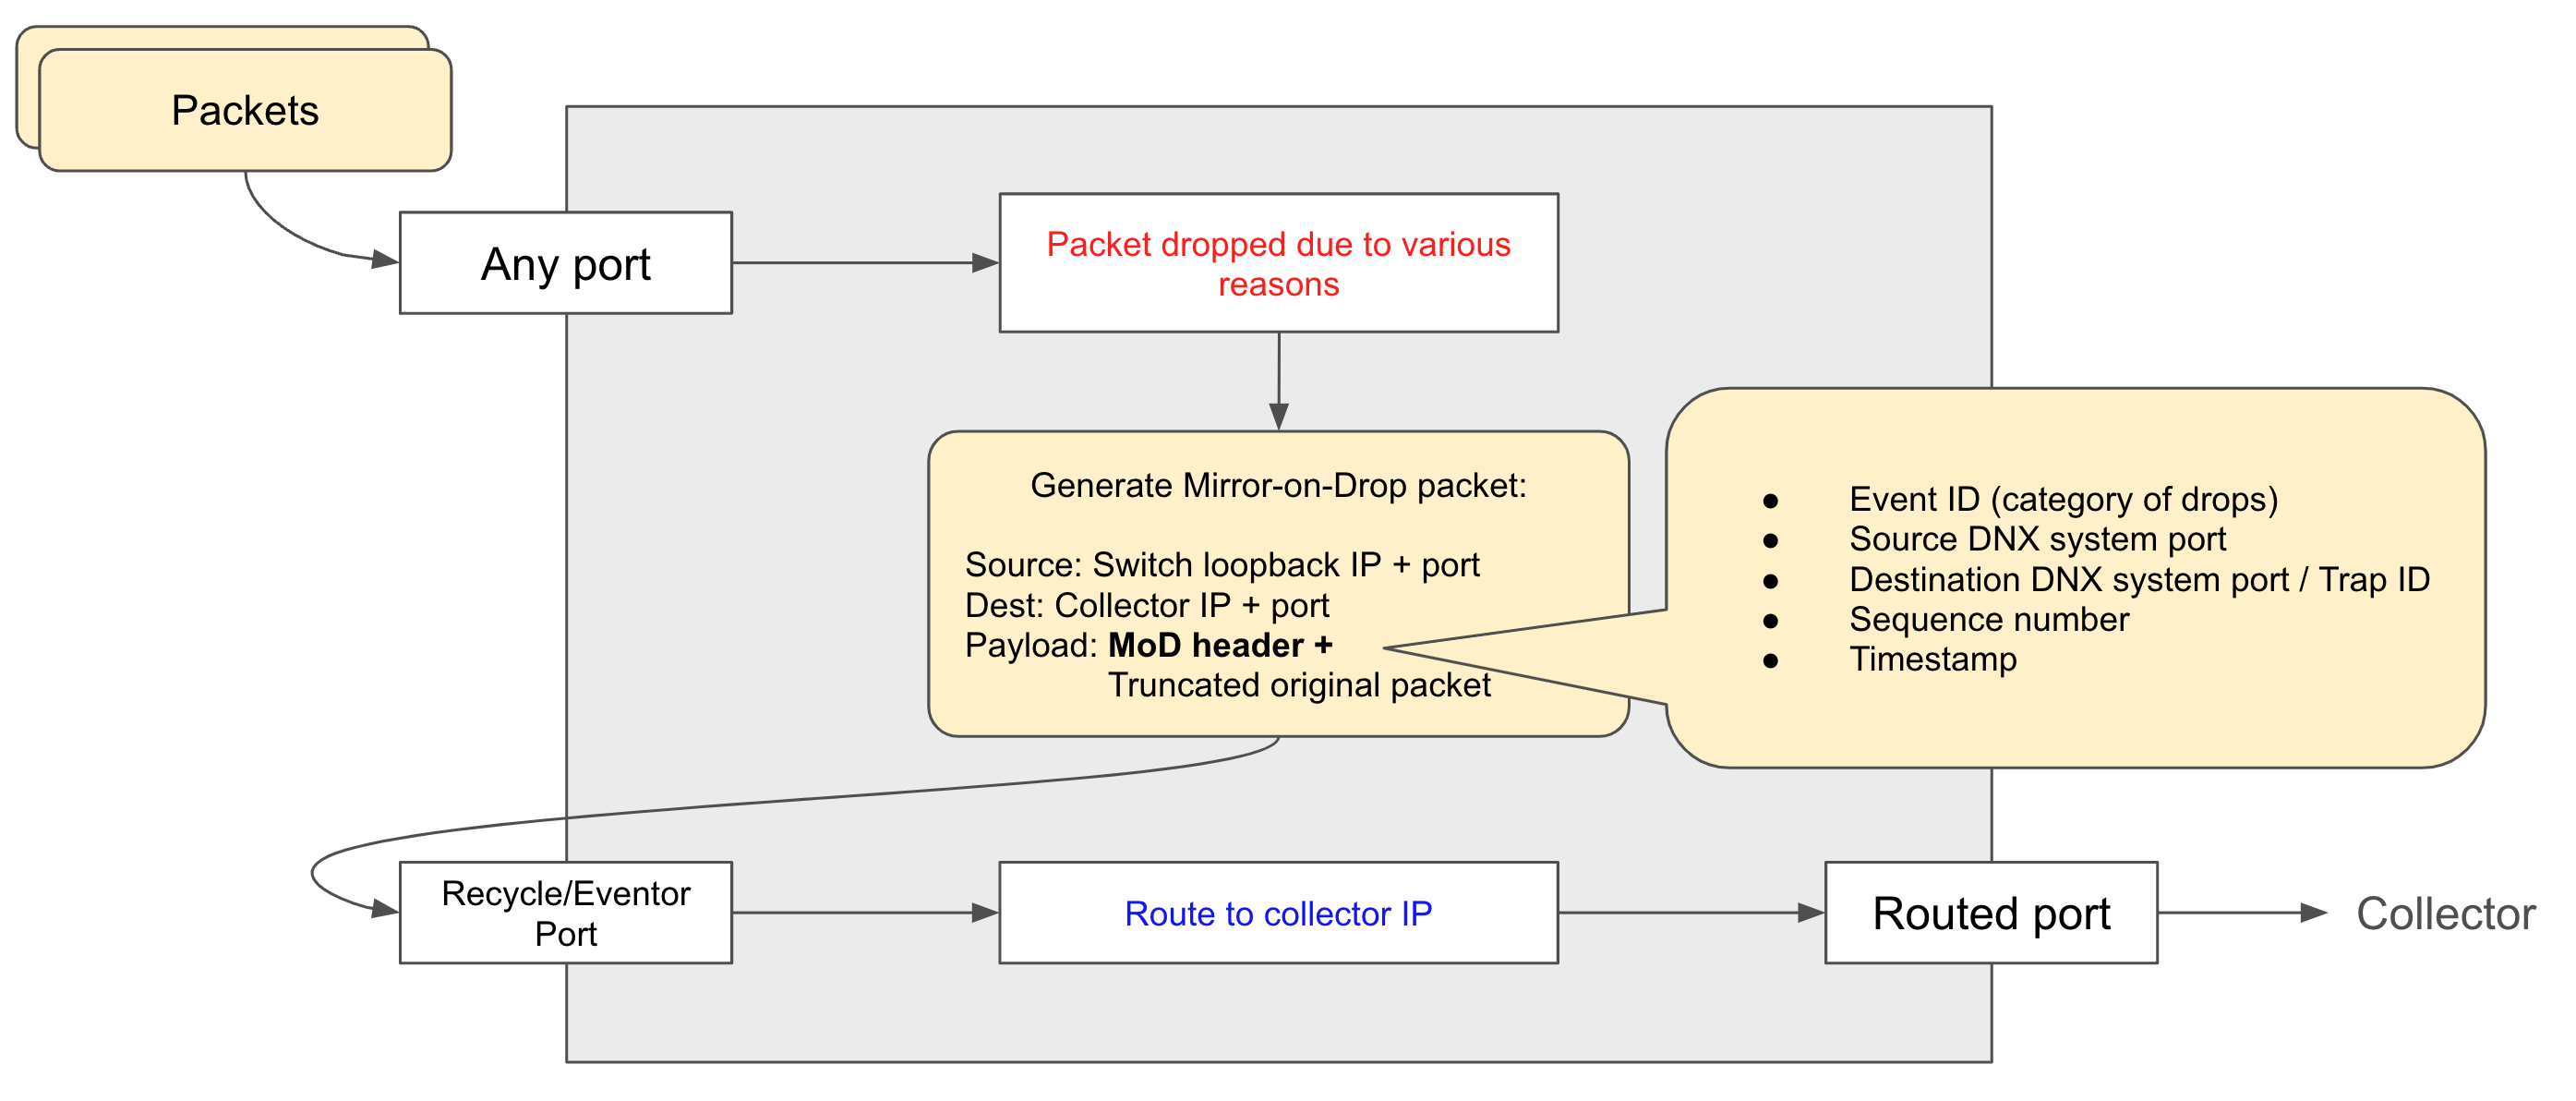 Packets
Any port
Packet dropped due to various
reasons
Generate Mirror-on-Drop packet:
Source: Switch loopback IP + port
Dest: Collector IP + port
Payload: MoD header +
Truncated original packet
● Event ID (category of drops)
● Source DNX system port
● Destination DNX system port / Trap ID
● Sequence number
● Timestamp
Recycle/Eventor
Port
Route to collector IP
Routed port
Collector